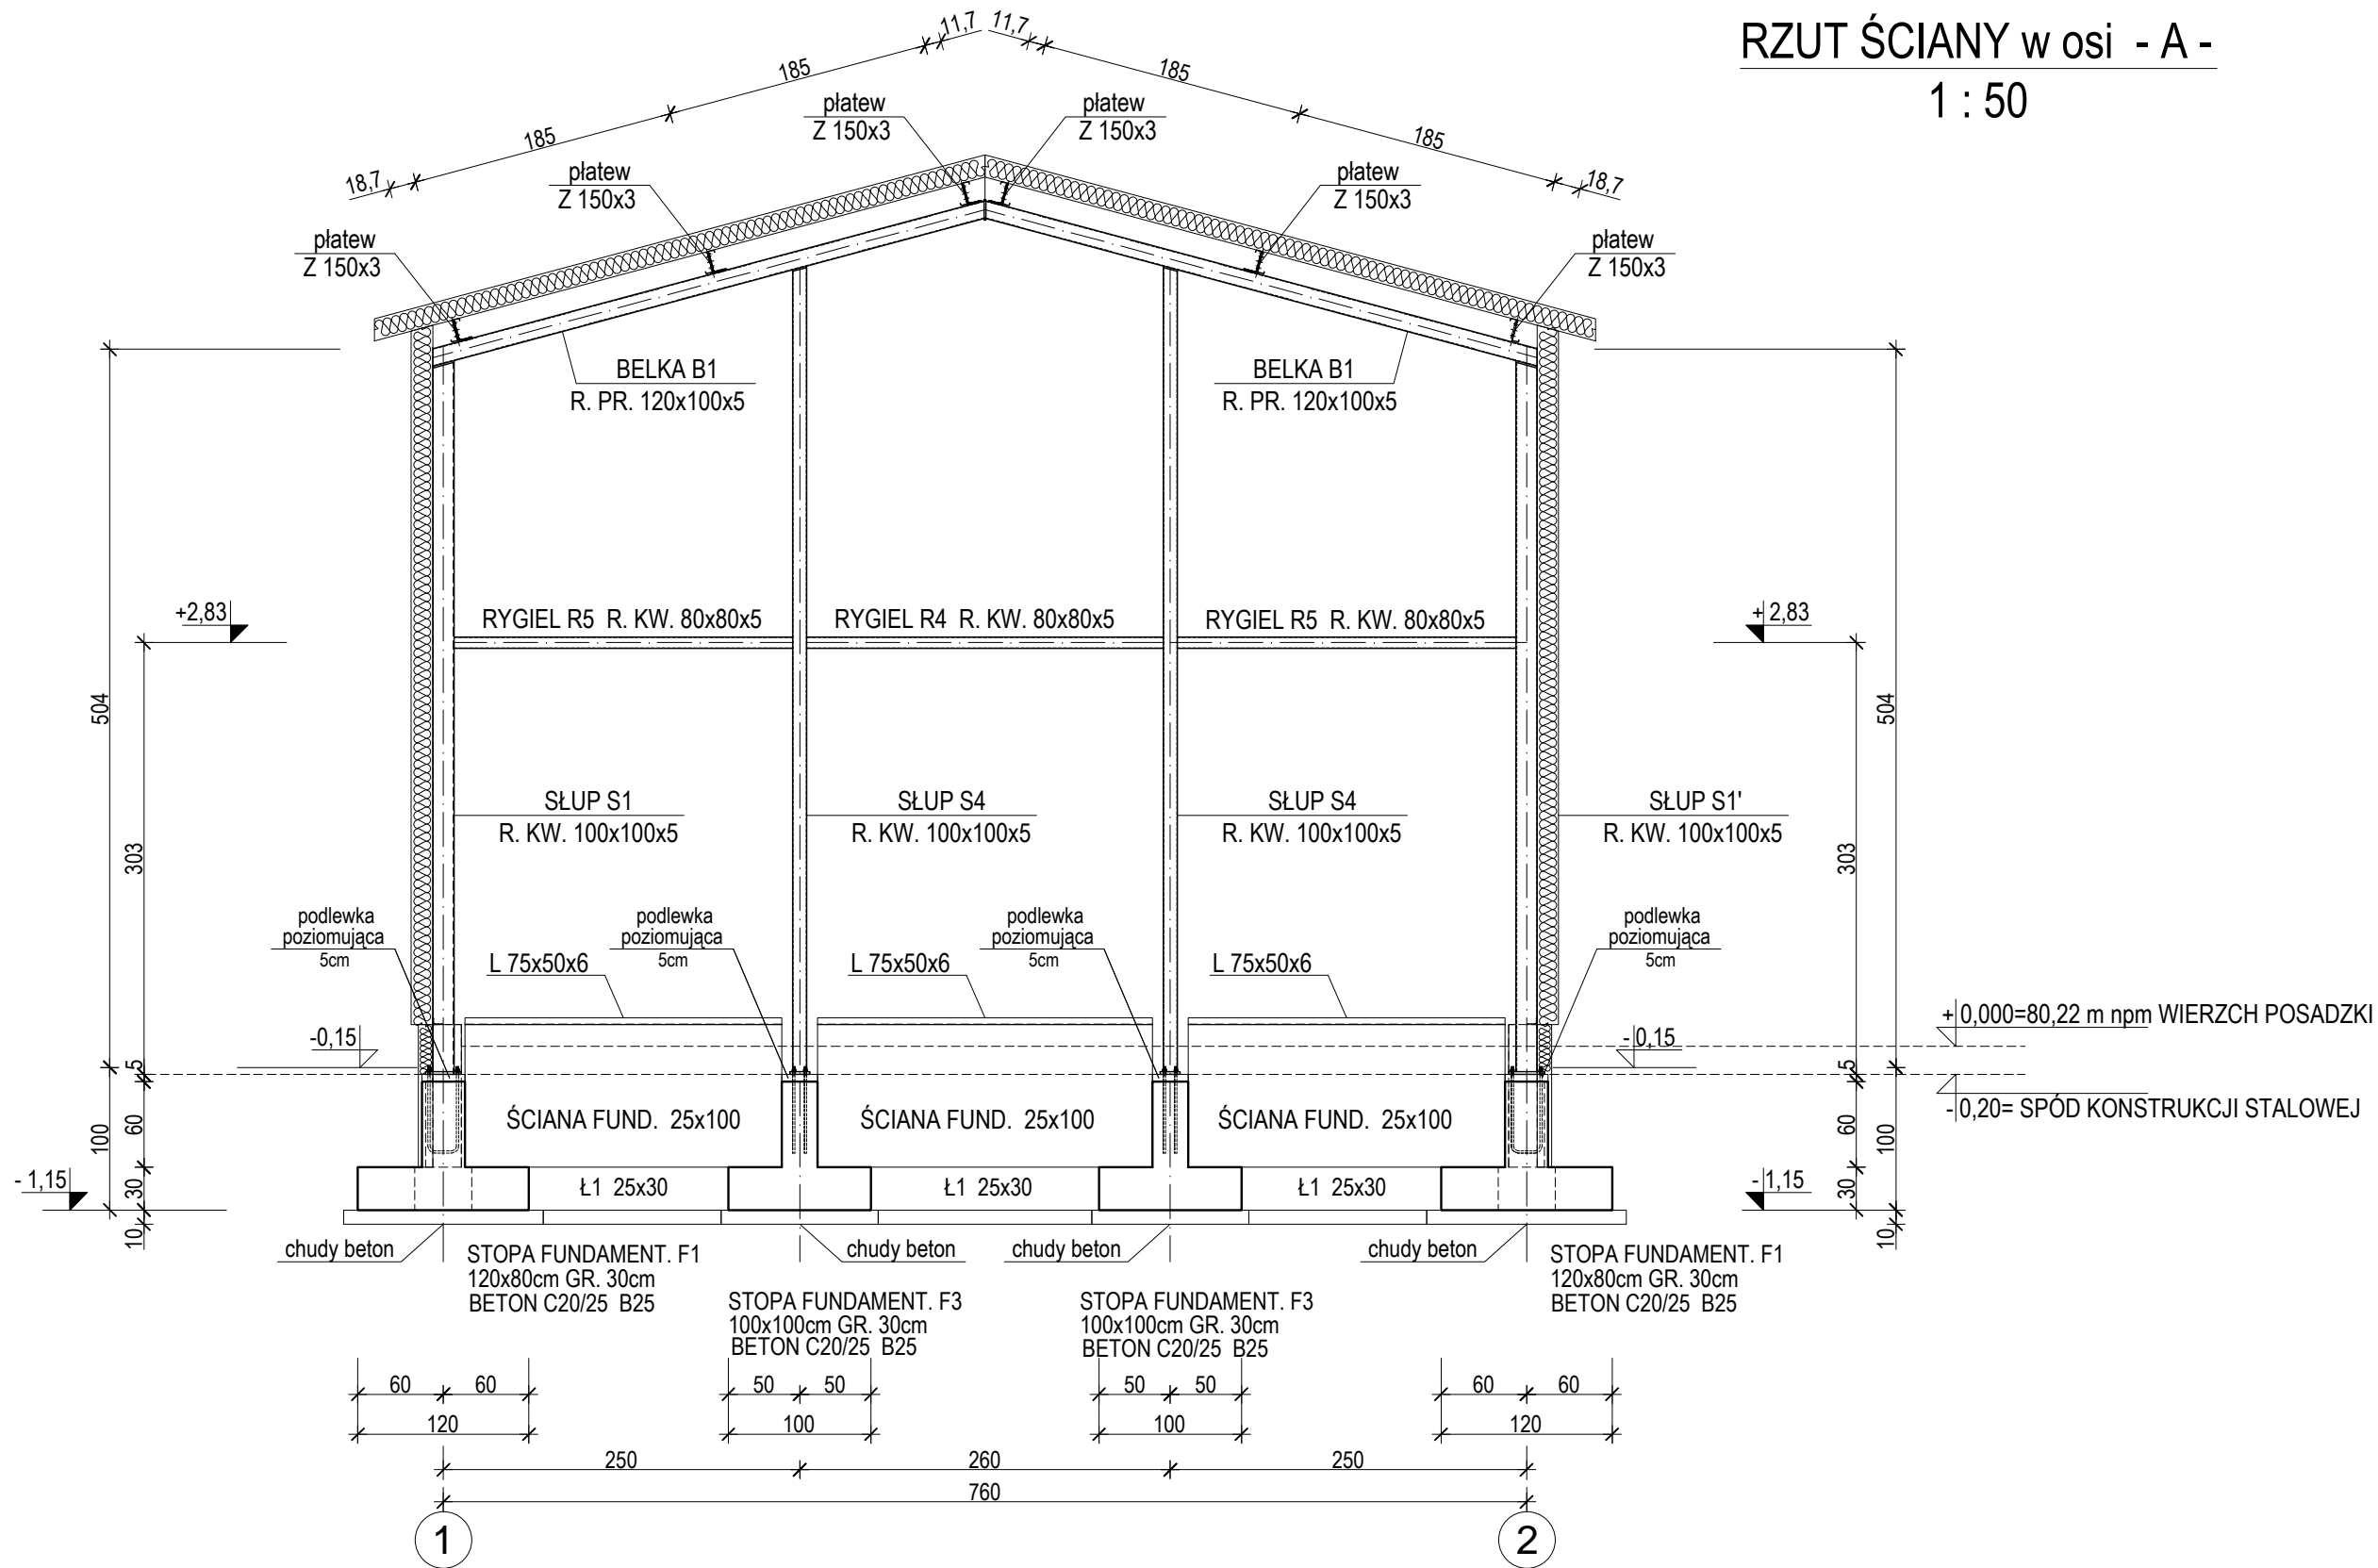 RZUT ŚCIANY w osi - A -
1 : 50
11,7
11,7
185
185
185
185
18,7
18,7
płatew
Z 150x3
płatew
Z 150x3
płatew
Z 150x3
płatew
Z 150x3
płatew
Z 150x3
płatew
Z 150x3
BELKA B1
R. PR. 120x100x5
BELKA B1
R. PR. 120x100x5
+2,83
+ 2,83
RYGIEL R5 R. KW. 80x80x5
RYGIEL R4 R. KW. 80x80x5
RYGIEL R5 R. KW. 80x80x5
504
504
303
303
SŁUP S1
R. KW. 100x100x5
SŁUP S4
R. KW. 100x100x5
SŁUP S4
R. KW. 100x100x5
SŁUP S1'
R. KW. 100x100x5
podlewka
poziomująca
5cm
podlewka
poziomująca
5cm
podlewka
poziomująca
5cm
podlewka
poziomująca
5cm
L 75x50x6
L 75x50x6
L 75x50x6
+ 0,000=80,22 m npm WIERZCH POSADZKI
-0,15
- 0,15
5
5
- 0,20= SPÓD KONSTRUKCJI STALOWEJ
ŚCIANA FUND. 25x100
ŚCIANA FUND. 25x100
ŚCIANA FUND. 25x100
60
60
100
100
- 1,15
- 1,15
30
30
Ł1 25x30
Ł1 25x30
Ł1 25x30
10
10
chudy beton
chudy beton
chudy beton
chudy beton
STOPA FUNDAMENT. F1
120x80cm GR. 30cm
BETON C20/25 B25
STOPA FUNDAMENT. F3
100x100cm GR. 30cm
BETON C20/25 B25
STOPA FUNDAMENT. F3
100x100cm GR. 30cm
BETON C20/25 B25
STOPA FUNDAMENT. F1
120x80cm GR. 30cm
BETON C20/25 B25
60 60
50 50
50 50
60 60
120
100
100
120
250
260
250
760
1
2